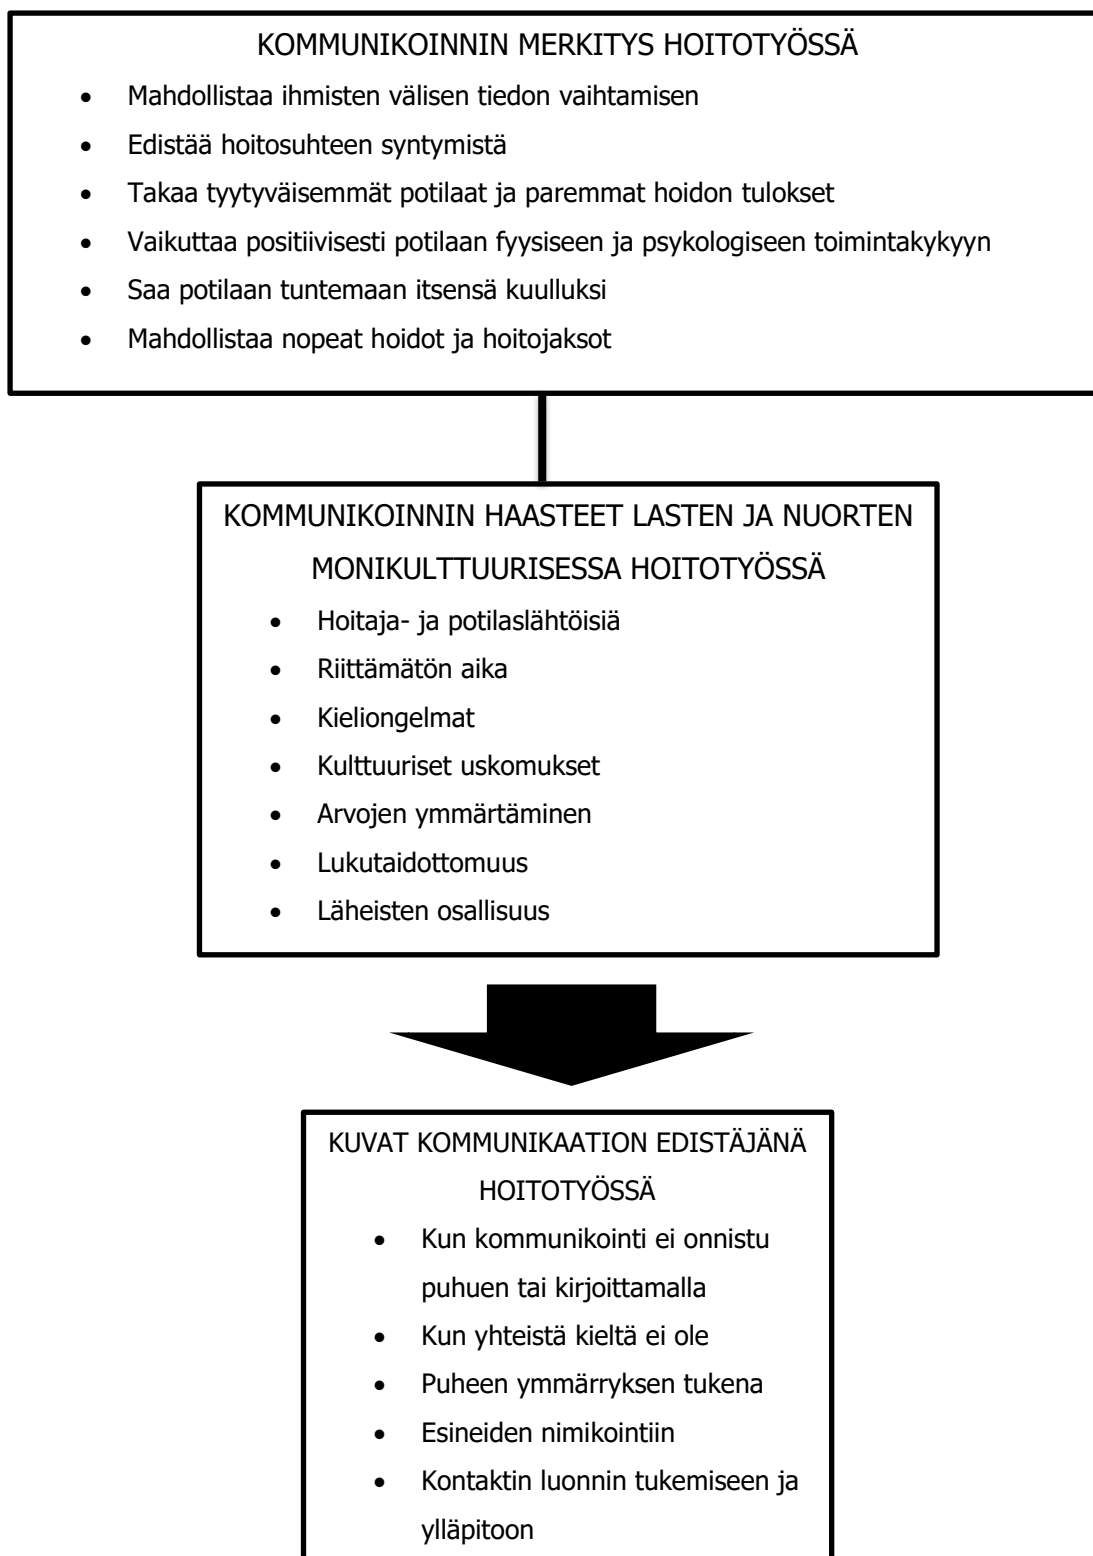 KOMMUNIKOINNIN MERKITYS HOITOTYÖSSÄ
• Mahdollistaa ihmisten välisen tiedon vaihtamisen
• Edistää hoitosuhteen syntymistä
• Takaa tyytyväisemmät potilaat ja paremmat hoidon tulokset
• Vaikuttaa positiivisesti potilaan fyysiseen ja psykologiseen toimintakykyyn
• Saa potilaan tuntemaan itsensä kuulluksi
• Mahdollistaa nopeat hoidot ja hoitojaksot
KOMMUNIKOINNIN HAASTEET LASTEN JA NUORTEN
MONIKULTTUURISESSA HOITOTYÖSSÄ
• Hoitaja- ja potilaslähtöisiä
• Riittämätön aika
• Kieliongelmat
• Kulttuuriset uskomukset
• Arvojen ymmärtäminen
• Lukutaidottomuus
• Läheisten osallisuus
KUVAT KOMMUNIKAATION EDISTÄJÄNÄ
HOITOTYÖSSÄ
• Kun kommunikointi ei onnistu
puhuen tai kirjoittamalla
• Kun yhteistä kieltä ei ole
• Puheen ymmärryksen tukena
• Esineiden nimikointiin
• Kontaktin luonnin tukemiseen ja
ylläpitoon